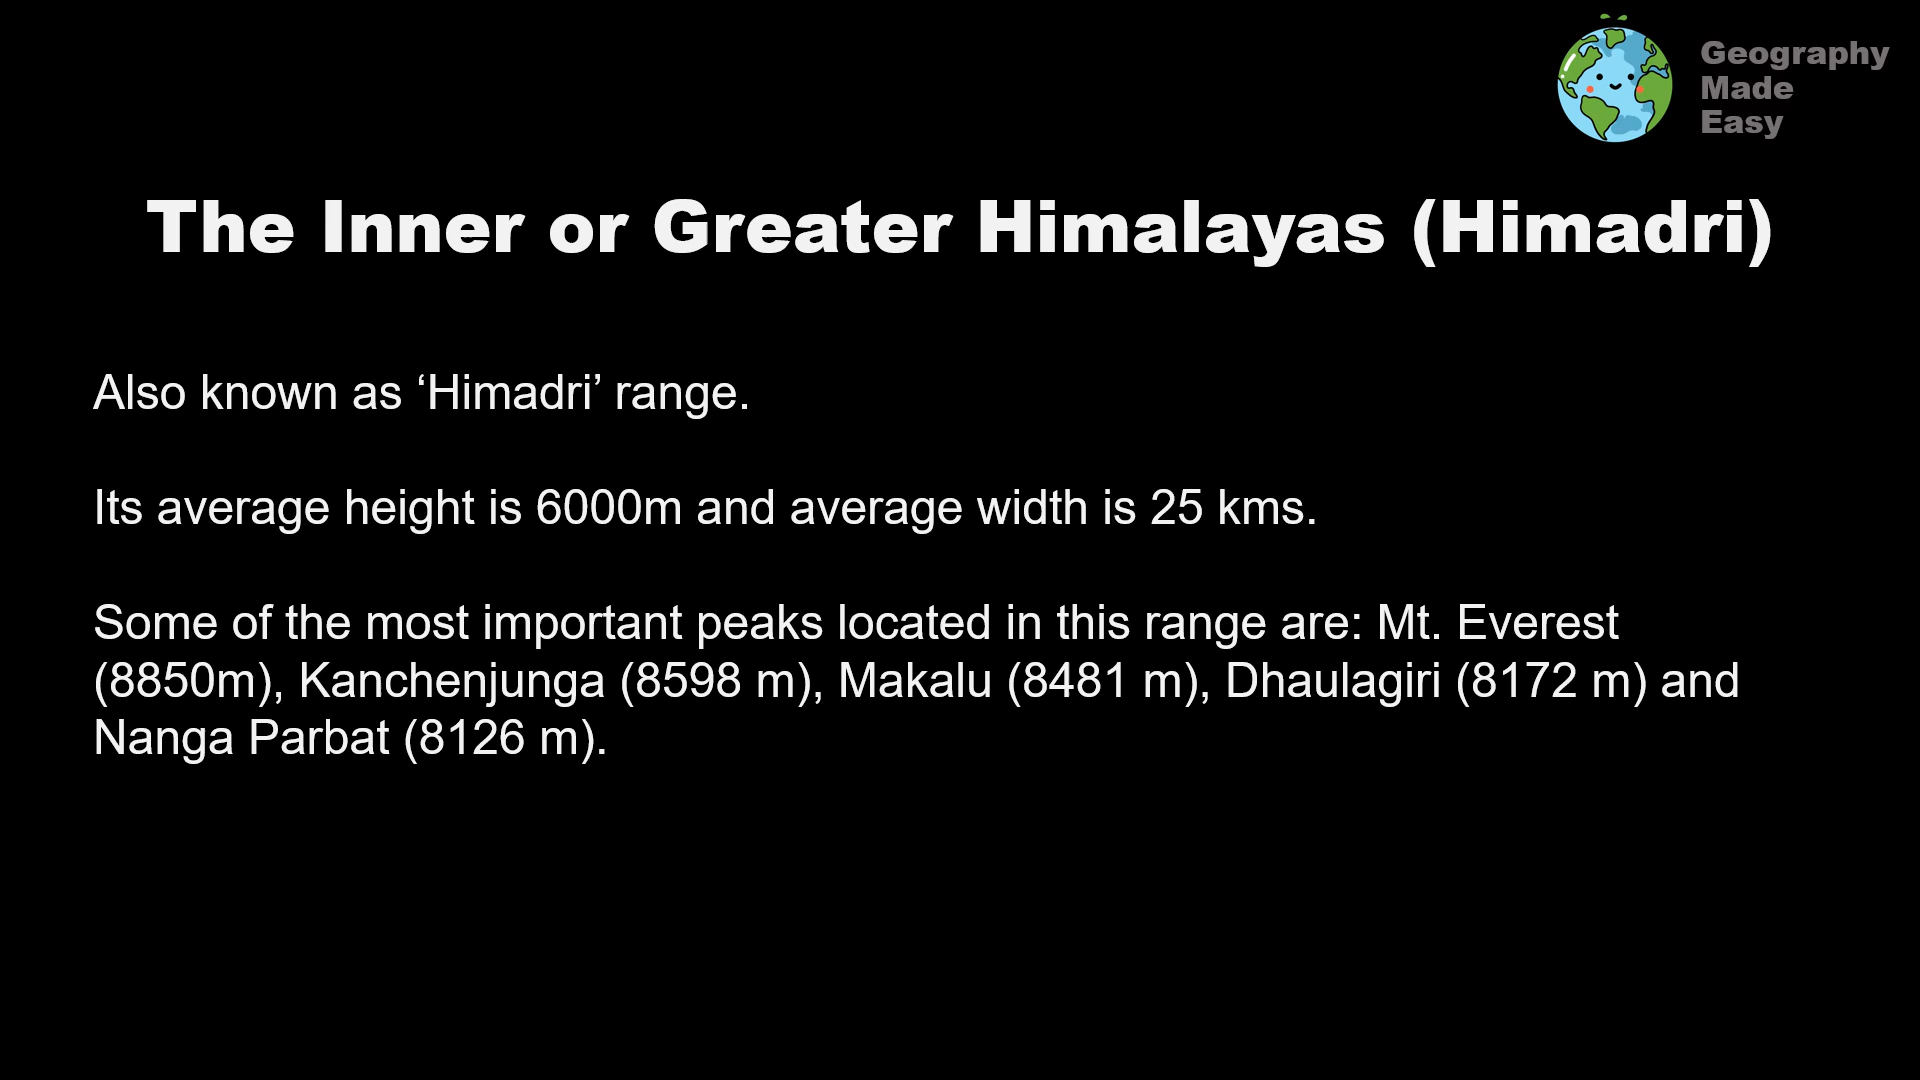 Geography
Made
Easy
The Inner or Greater Himalayas (Himadri)
Also known as ‘Himadri’ range.
Its average height is 6000m and average width is 25 kms.
Some of the most important peaks located in this range are: Mt. Everest
(8850m), Kanchenjunga (8598 m), Makalu (8481 m), Dhaulagiri (8172 m) and
Nanga Parbat (8126 m).